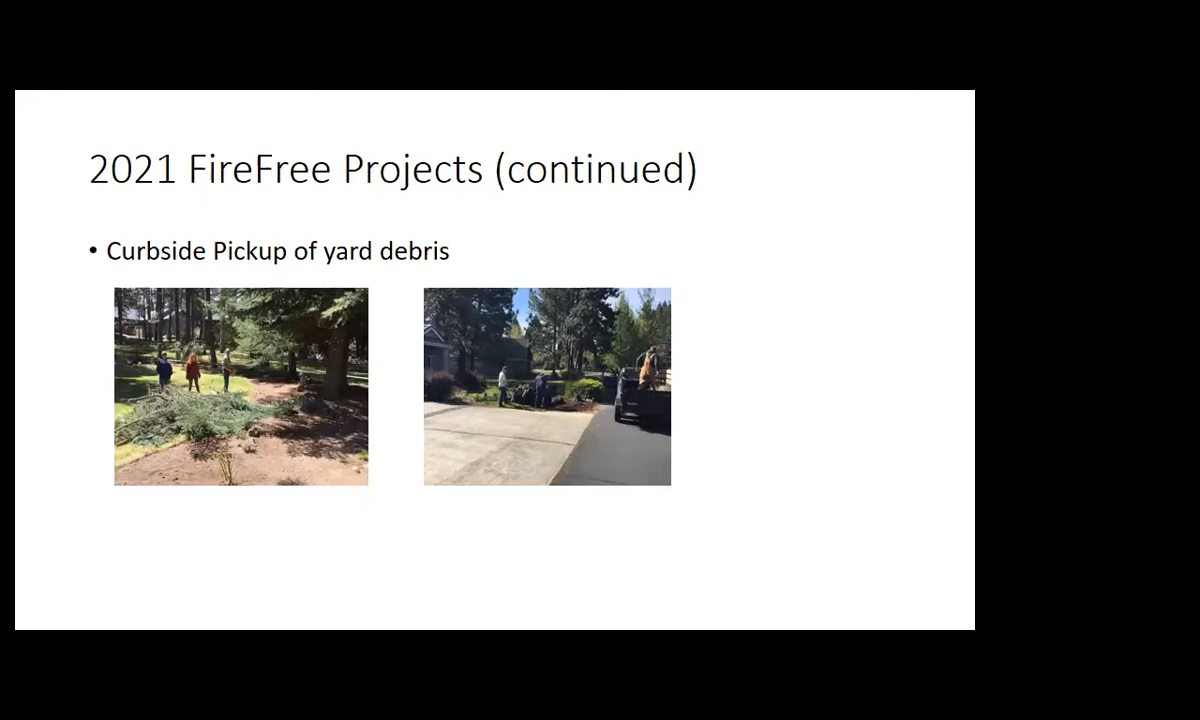 2021 FireFree Projects (continued)
• Curbside Pickup of yard debris